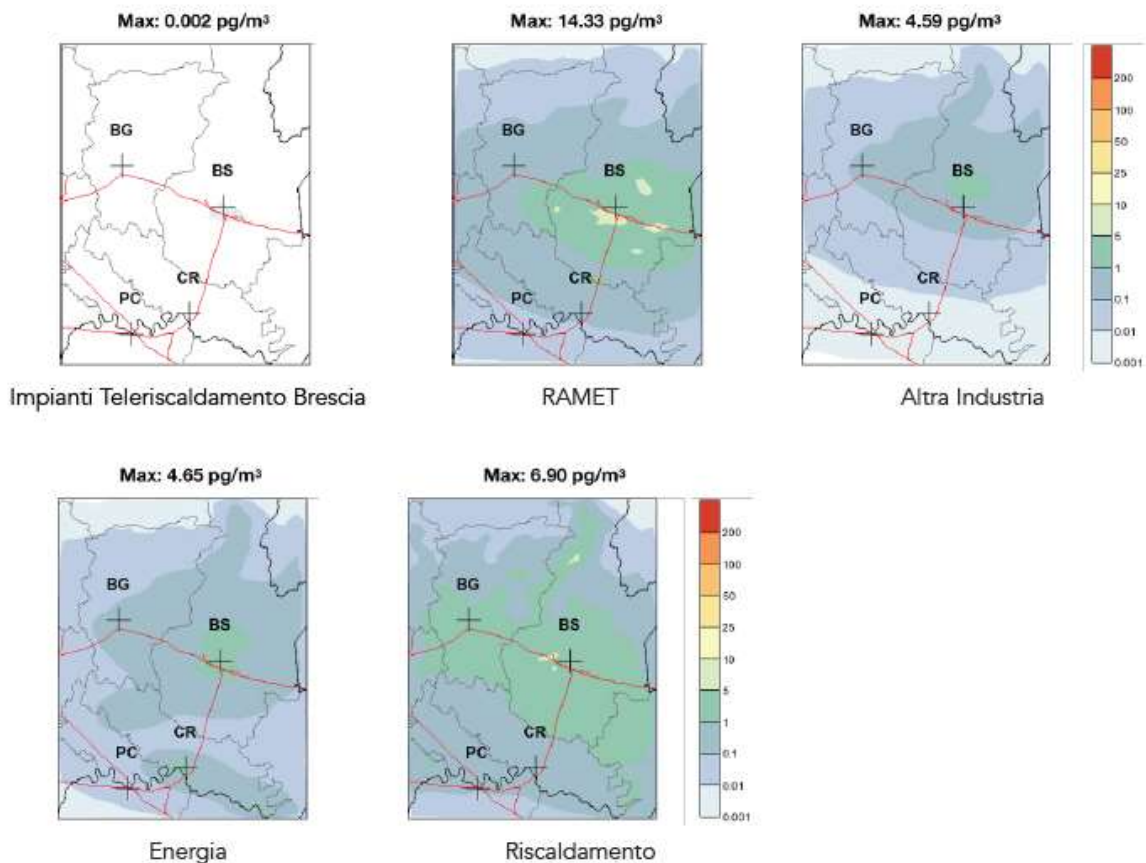 Max: 0.002 pg/m³
Max: 14.33 pg/m³
Max: 4.59 pg/m³
BG
BS
CR
PC
BG
BS
CR
PC
BG
BS
CR
PC
200
100
50
25
10
5
1
0.1
0.01
0.001
Impianti Teleriscaldamento Brescia
RAMET
Altra Industria
Max: 4.65 pg/m³
Max: 6.90 pg/m³
BG
BS
CR
PC
BG
BS
CR
PC
200
100
50
25
10
5
1
0.1
0.01
0.001
Energia
Riscaldamento